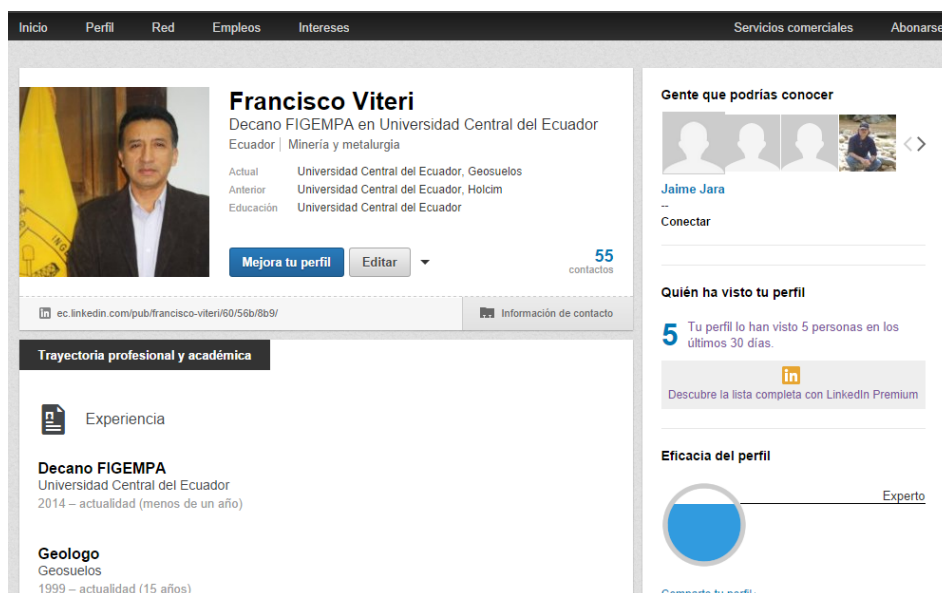 Inicio Perfil Red Empleos Intereses Servicios comerciales Abonarse
Francisco Viteri
Decano FIGEMPA en Universidad Central del Ecuador
Ecuador Minería y metalurgia
Actual Universidad Central del Ecuador, Geosuelos
Anterior Universidad Central del Ecuador, Holcim
Educación Universidad Central del Ecuador
Mejora tu perfil Editar
55
contactos
ec.linkedin.com/pub/francisco-viteri/60/56b/8b9/ Información de contacto
Trayectoria profesional y académica
Experiencia
Decano FIGEMPA
Universidad Central del Ecuador
2014 – actualidad (menos de un año)
Geologo
Geosuelos
1999 – actualidad (15 años)
Gente que podrías conocer
Jaime Jara
--
Conectar
Quién ha visto tu perfil
5 Tu perfil lo han visto 5 personas en los
últimos 30 días.
in
Descubre la lista completa con LinkedIn Premium
Eficacia del perfil
Experto
Comparte tu perfil